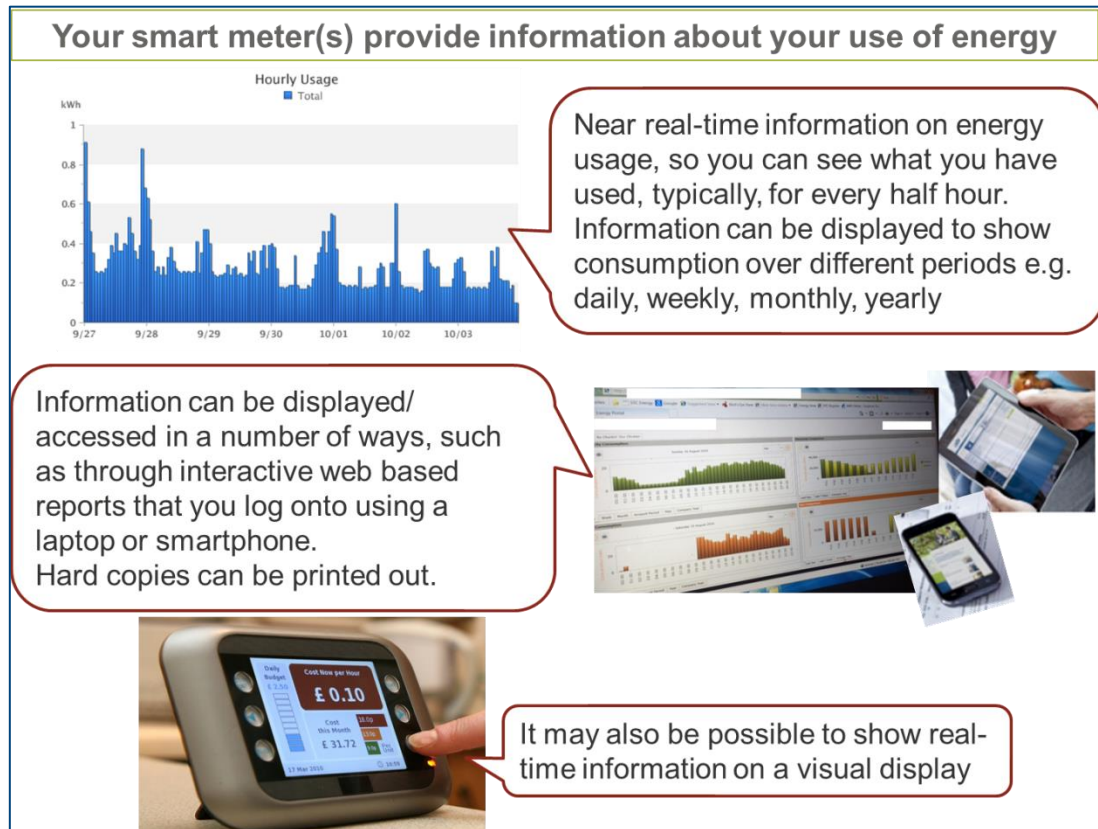 Your smart meter(s) provide information about your use of energy
Hourly Usage
Total
kWh
1
0.8
0.6
0.4
0.2
0
9/27 9/28 9/29 9/30 10/01 10/02 10/03
Near real-time information on energy
usage, so you can see what you have
used, typically, for every half hour.
Information can be displayed to show
consumption over different periods e.g.
daily, weekly, monthly, yearly
Information can be displayed/
accessed in a number of ways, such
as through interactive web based
reports that you log onto using a
laptop or smartphone.
Hard copies can be printed out.
Daily
Budget
£ 2.50
Cost Now per Hour
£ 0.10
Cost
this Month
£ 31.72
17 Mar 2010
It may also be possible to show real-
time information on a visual display